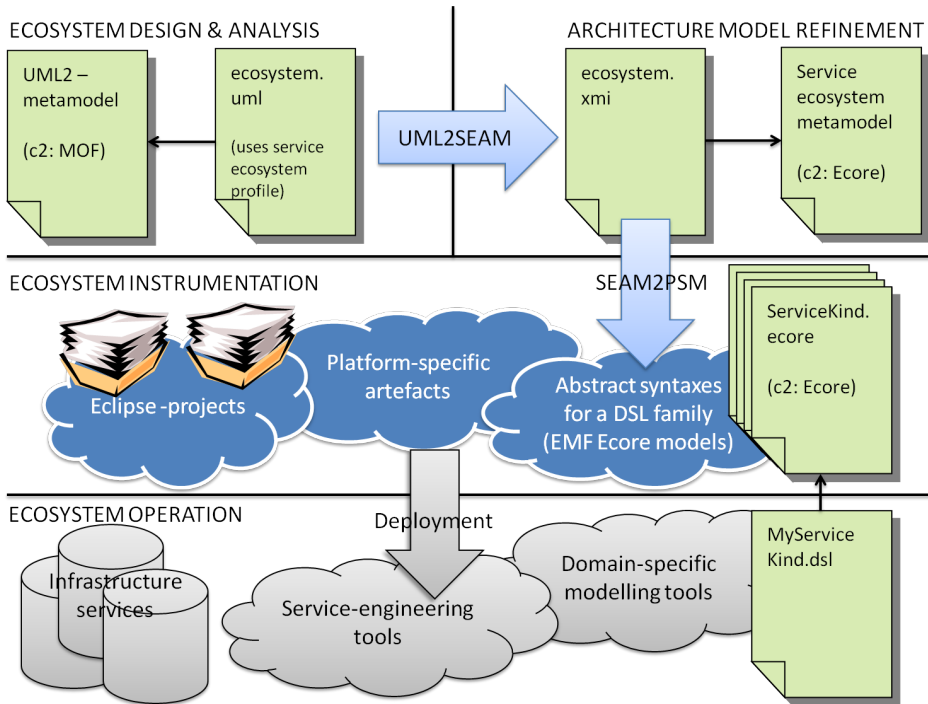 ECOSYSTEM DESIGN & ANALYSIS
UML2 –
metamodel
(c2: MOF)
ecosystem.
uml
(uses service
ecosystem
profile)
UML2SEAM
ARCHITECTURE MODEL REFINEMENT
ecosystem.
xmi
Service
ecosystem
metamodel
(c2: Ecore)
ECOSYSTEM INSTRUMENTATION
SEAM2PSM
Eclipse -projects
Platform-specific
artefacts
Abstract syntaxes
for a DSL family
(EMF Ecore models)
ServiceKind.
ecore
(c2: Ecore)
ECOSYSTEM OPERATION
Deployment
Infrastructure
services
Service-engineering
tools
Domain-specific
modelling tools
MyService
Kind.dsl